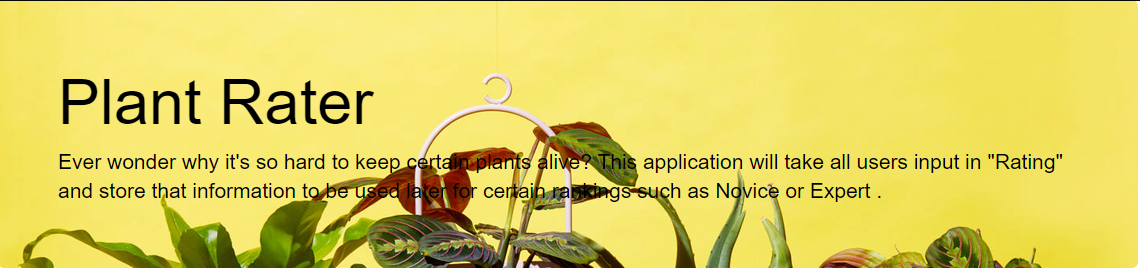 Plant Rater
Ever wonder why it's so hard to keep certain plants alive? This application will take all users input in "Rating"
and store that information to be used later for certain rankings such as Novice or Expert .